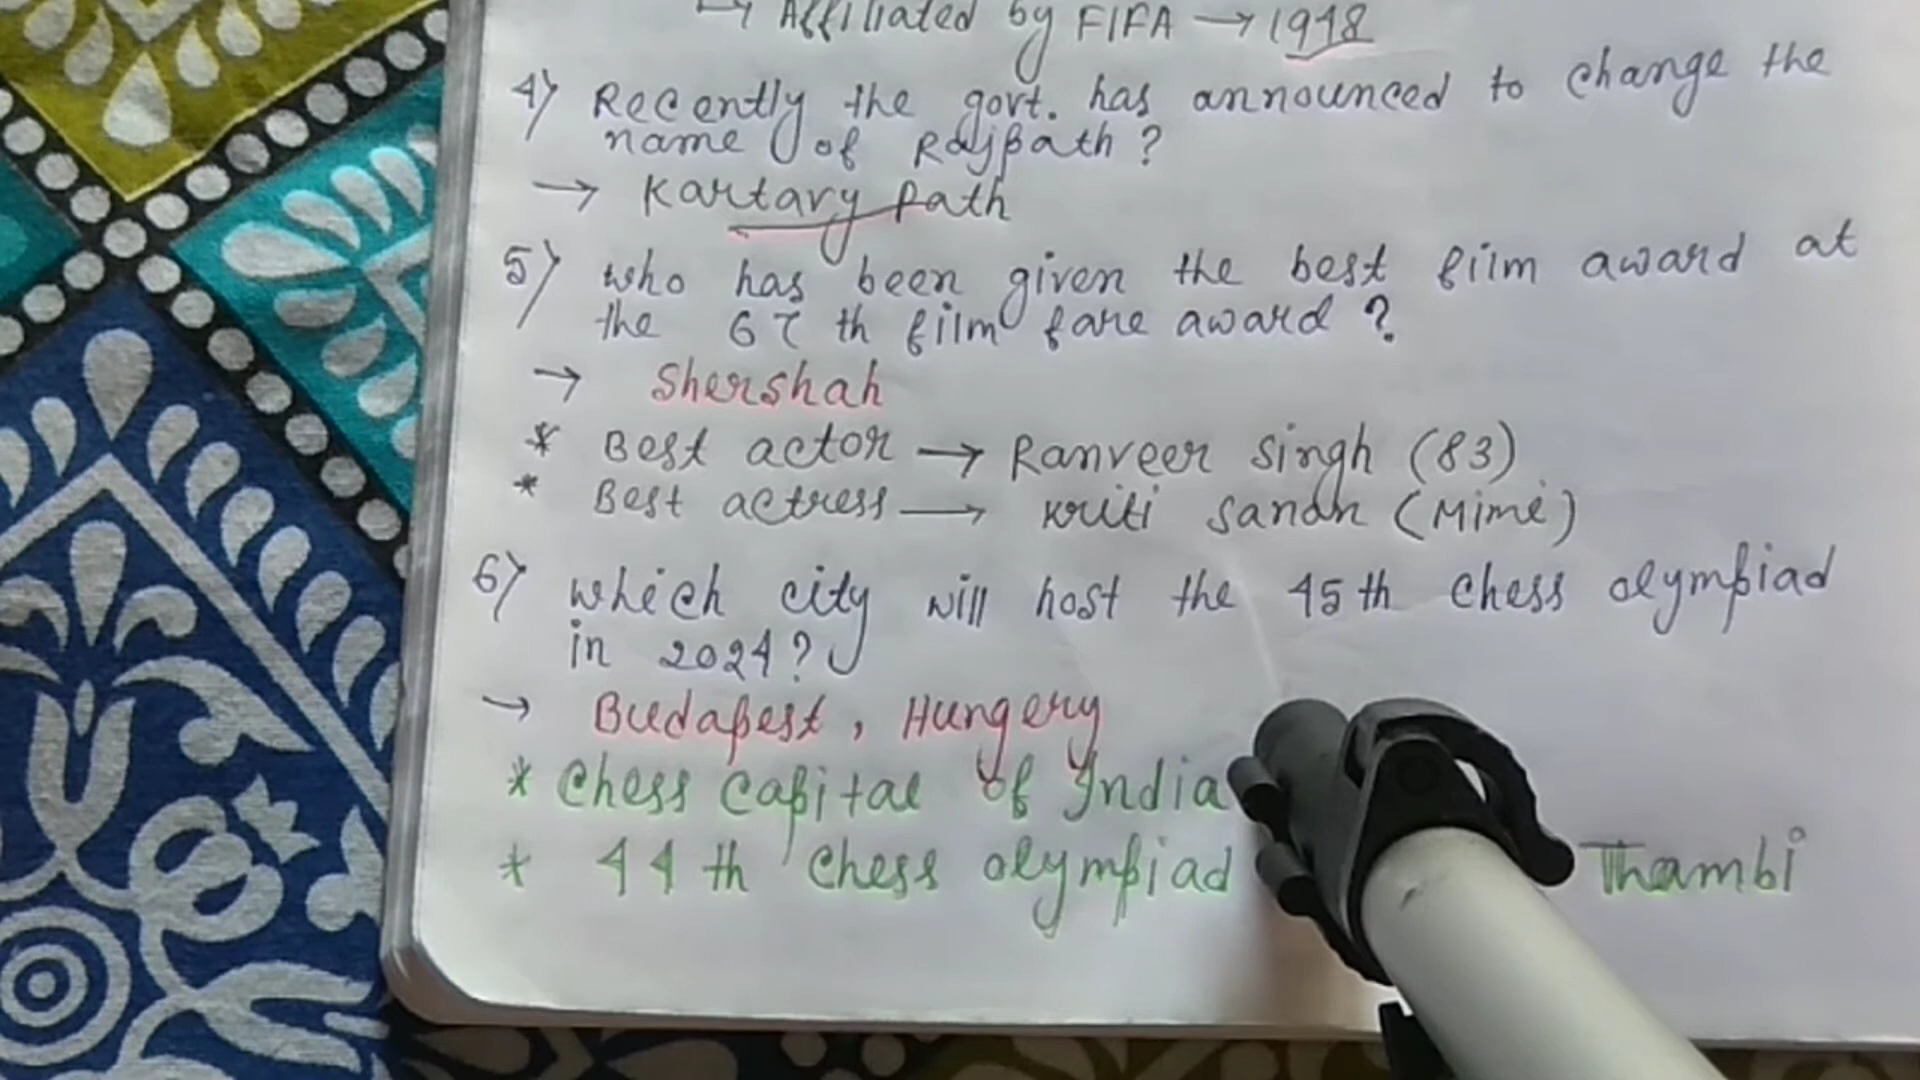 → Affiliated by FIFA → 1948
4) Recently the govt. has announced to change the
name of Rajpath?
→ Kartavy Path
5) who has been given the best film award at
the 67 th film fare award?
→ Shershah
* Best actor → Ranveer Singh (83)
* Best actress → Kriti Sanon (Mimi)
6) which city will host the 45th chess olympiad
in 2024?
→ Budapest, Hungery
* Chess capital of India
* 44th Chess olympiad Thambi